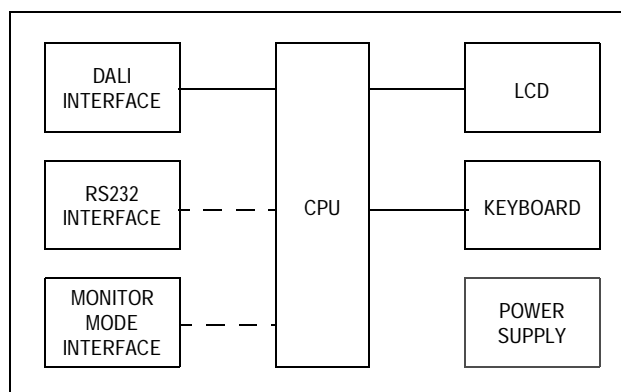 DALI
INTERFACE
LCD
RS232
INTERFACE
CPU
KEYBOARD
MONITOR
MODE
INTERFACE
POWER
SUPPLY